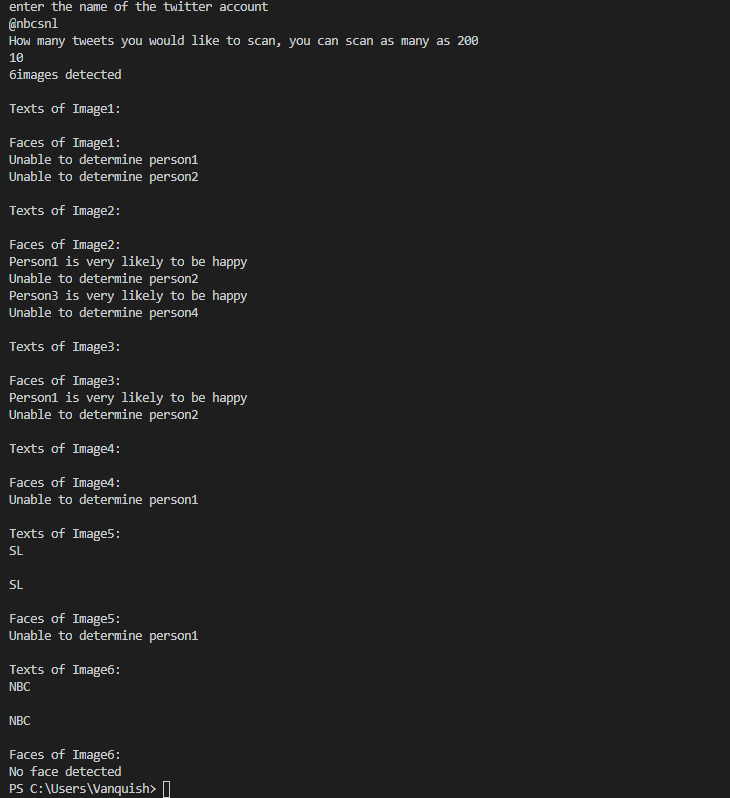 enter the name of the twitter account
@nbcsnl
How many tweets you would like to scan, you can scan as many as 200
10
6images detected
Texts of Image1:
Faces of Image1:
Unable to determine person1
Unable to determine person2
Texts of Image2:
Faces of Image2:
Person1 is very likely to be happy
Unable to determine person2
Person3 is very likely to be happy
Unable to determine person4
Texts of Image3:
Faces of Image3:
Person1 is very likely to be happy
Unable to determine person2
Texts of Image4:
Faces of Image4:
Unable to determine person1
Texts of Image5:
SL
SL
Faces of Image5:
Unable to determine person1
Texts of Image6:
NBC
NBC
Faces of Image6:
No face detected
PS C:\Users\Vanquish>